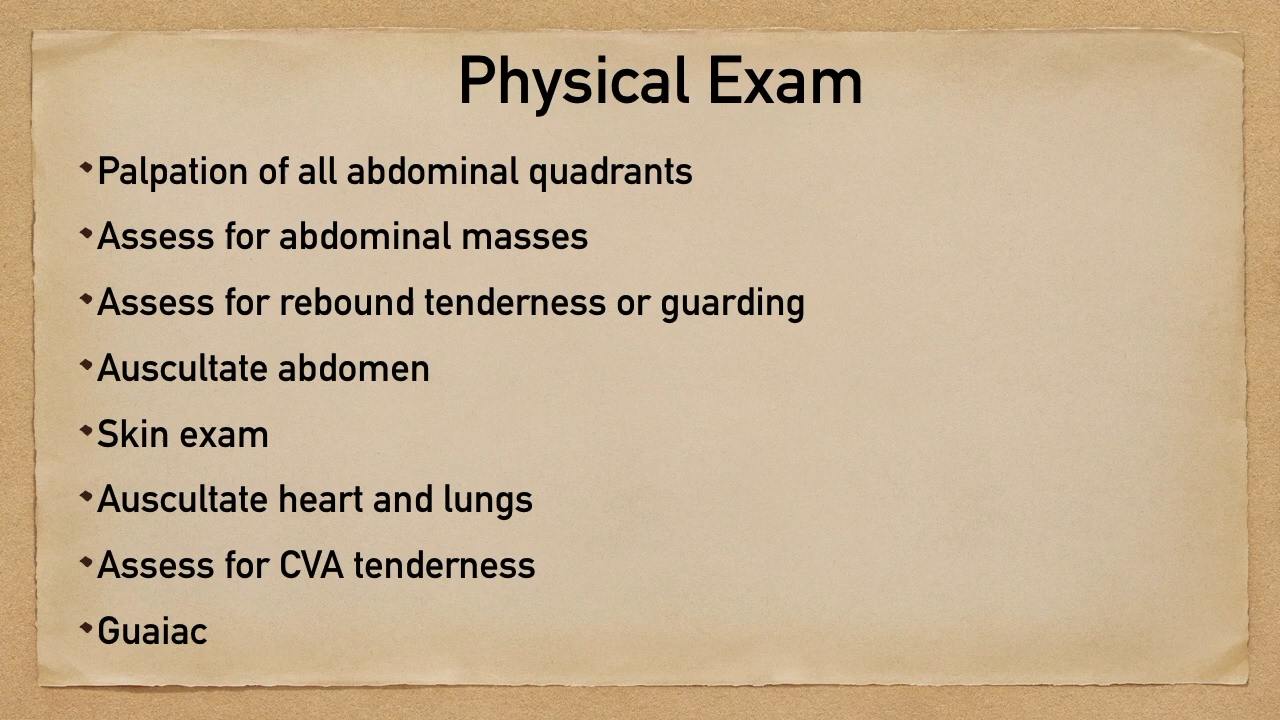 Physical Exam
Palpation of all abdominal quadrants
Assess for abdominal masses
Assess for rebound tenderness or guarding
Auscultate abdomen
Skin exam
Auscultate heart and lungs
Assess for CVA tenderness
Guaiac